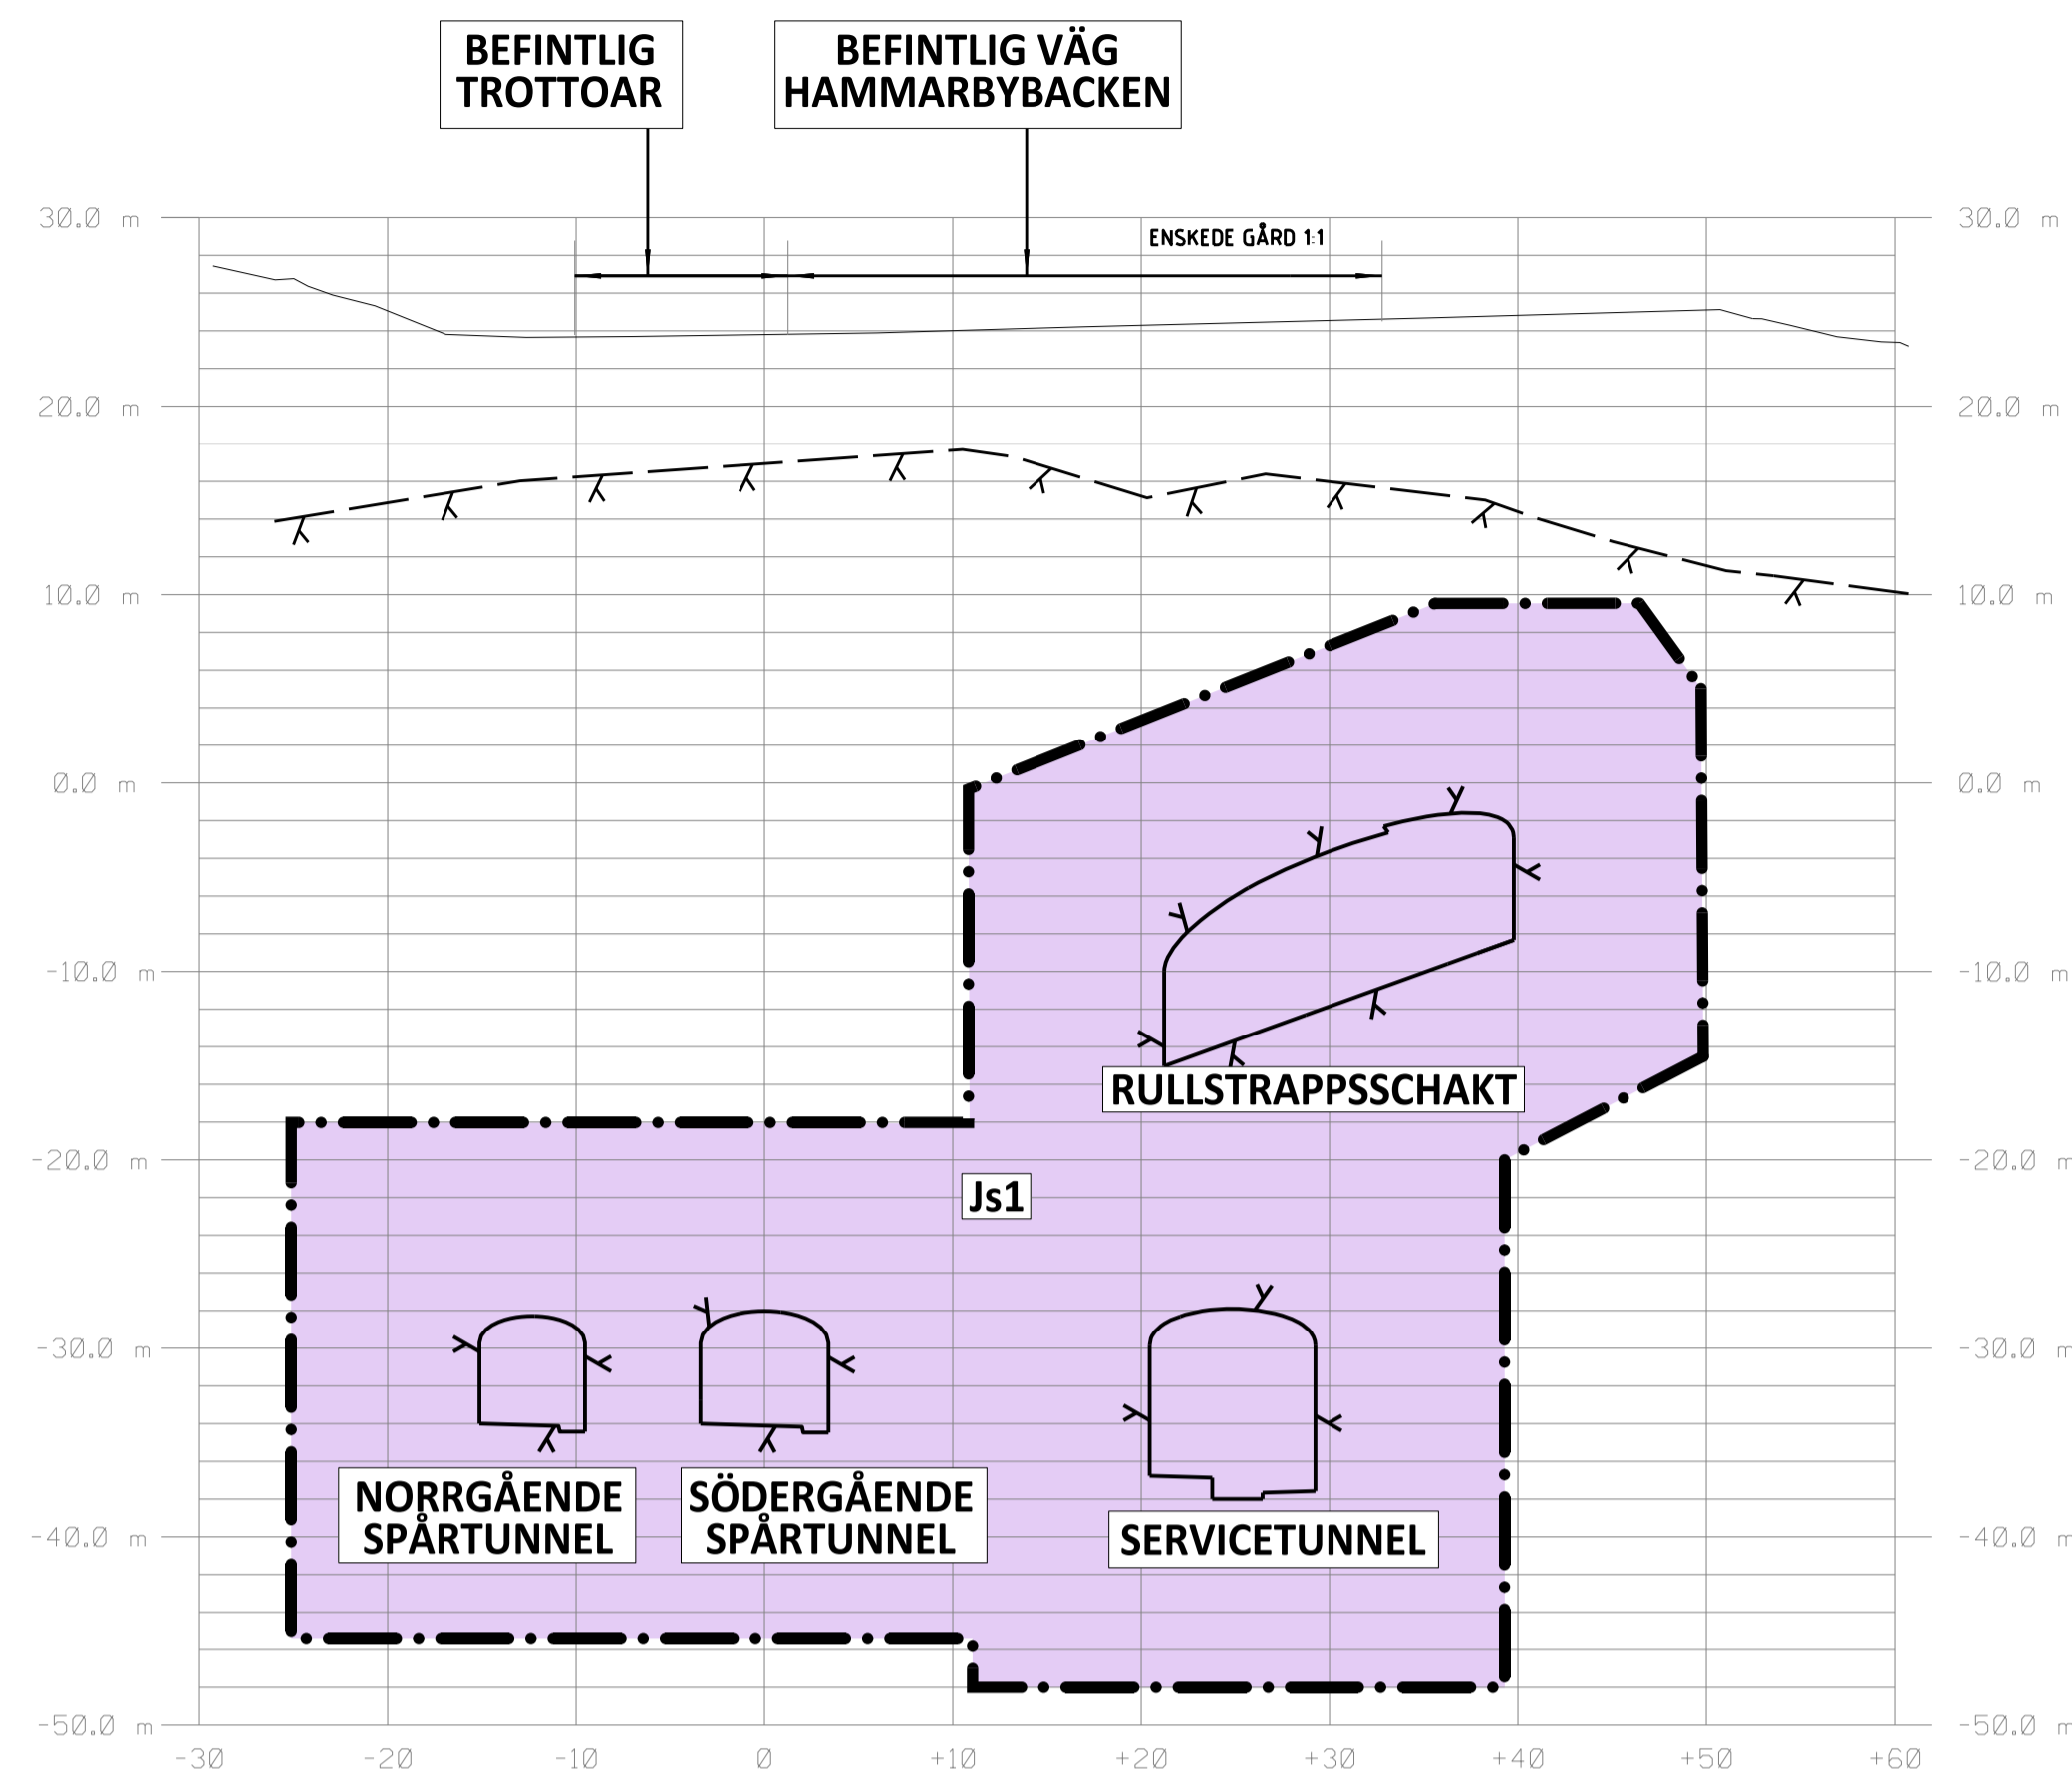 BEFINTLIG
TROTTOAR
BEFINTLIG VÄG
HAMMARBYBACKEN
30.0 m
30.0 m
ENSKEDE GÅRD 1:1
20.0 m
20.0 m
10.0 m
10.0 m
0.0 m
0.0 m
-10.0 m
-10.0 m
RULLSTRAPPSSCHAKT
-20.0 m
-20.0 m
Js1
-30.0 m
-30.0 m
NORRGÅENDE
SPÅRTUNNEL
SÖDERGÅENDE
SPÅRTUNNEL
SERVICETUNNEL
-40.0 m
-40.0 m
-50.0 m
-50.0 m
-30 -20 -10 0 +10 +20 +30 +40 +50 +60